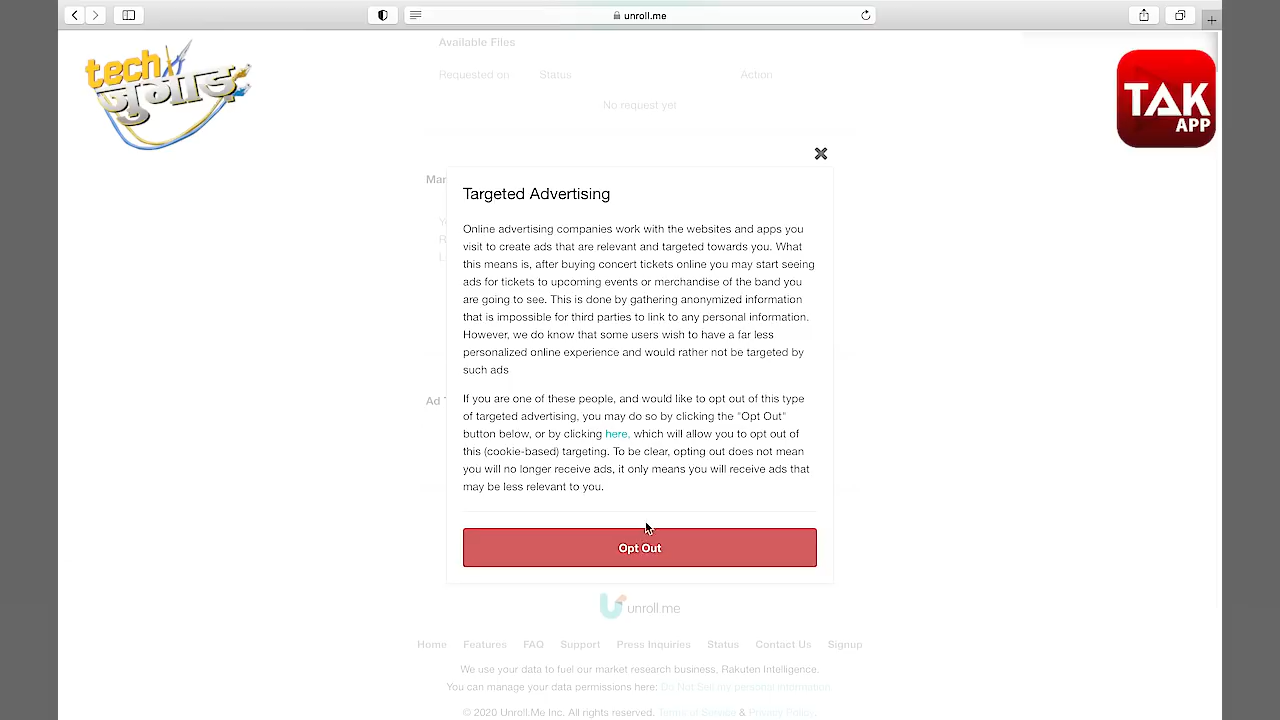 unroll.me
tech
जुगाड़
TAK
APP
Available Files
Requested on Status Action
No request yet
Mar
Targeted Advertising
Online advertising companies work with the websites and apps you
visit to create ads that are relevant and targeted towards you. What
this means is, after buying concert tickets online you may start seeing
ads for tickets to upcoming events or merchandise of the band you
are going to see. This is done by gathering anonymized information
that is impossible for third parties to link to any personal information.
However, we do know that some users wish to have a far less
personalized online experience and would rather not be targeted by
such ads
Ad
If you are one of these people, and would like to opt out of this type
of targeted advertising, you may do so by clicking the "Opt Out"
button below, or by clicking here, which will allow you to opt out of
this (cookie-based) targeting. To be clear, opting out does not mean
you will no longer receive ads, it only means you will receive ads that
may be less relevant to you.
Opt Out
unroll.me
Home Features FAQ Support Press Inquiries Status Contact Us Signup
We use your data to fuel our market research business, Rakuten Intelligence.
You can manage your data permissions here: Do Not Sell my personal information
© 2020 Unroll.Me Inc. All rights reserved. Terms of Service & Privacy Policy.